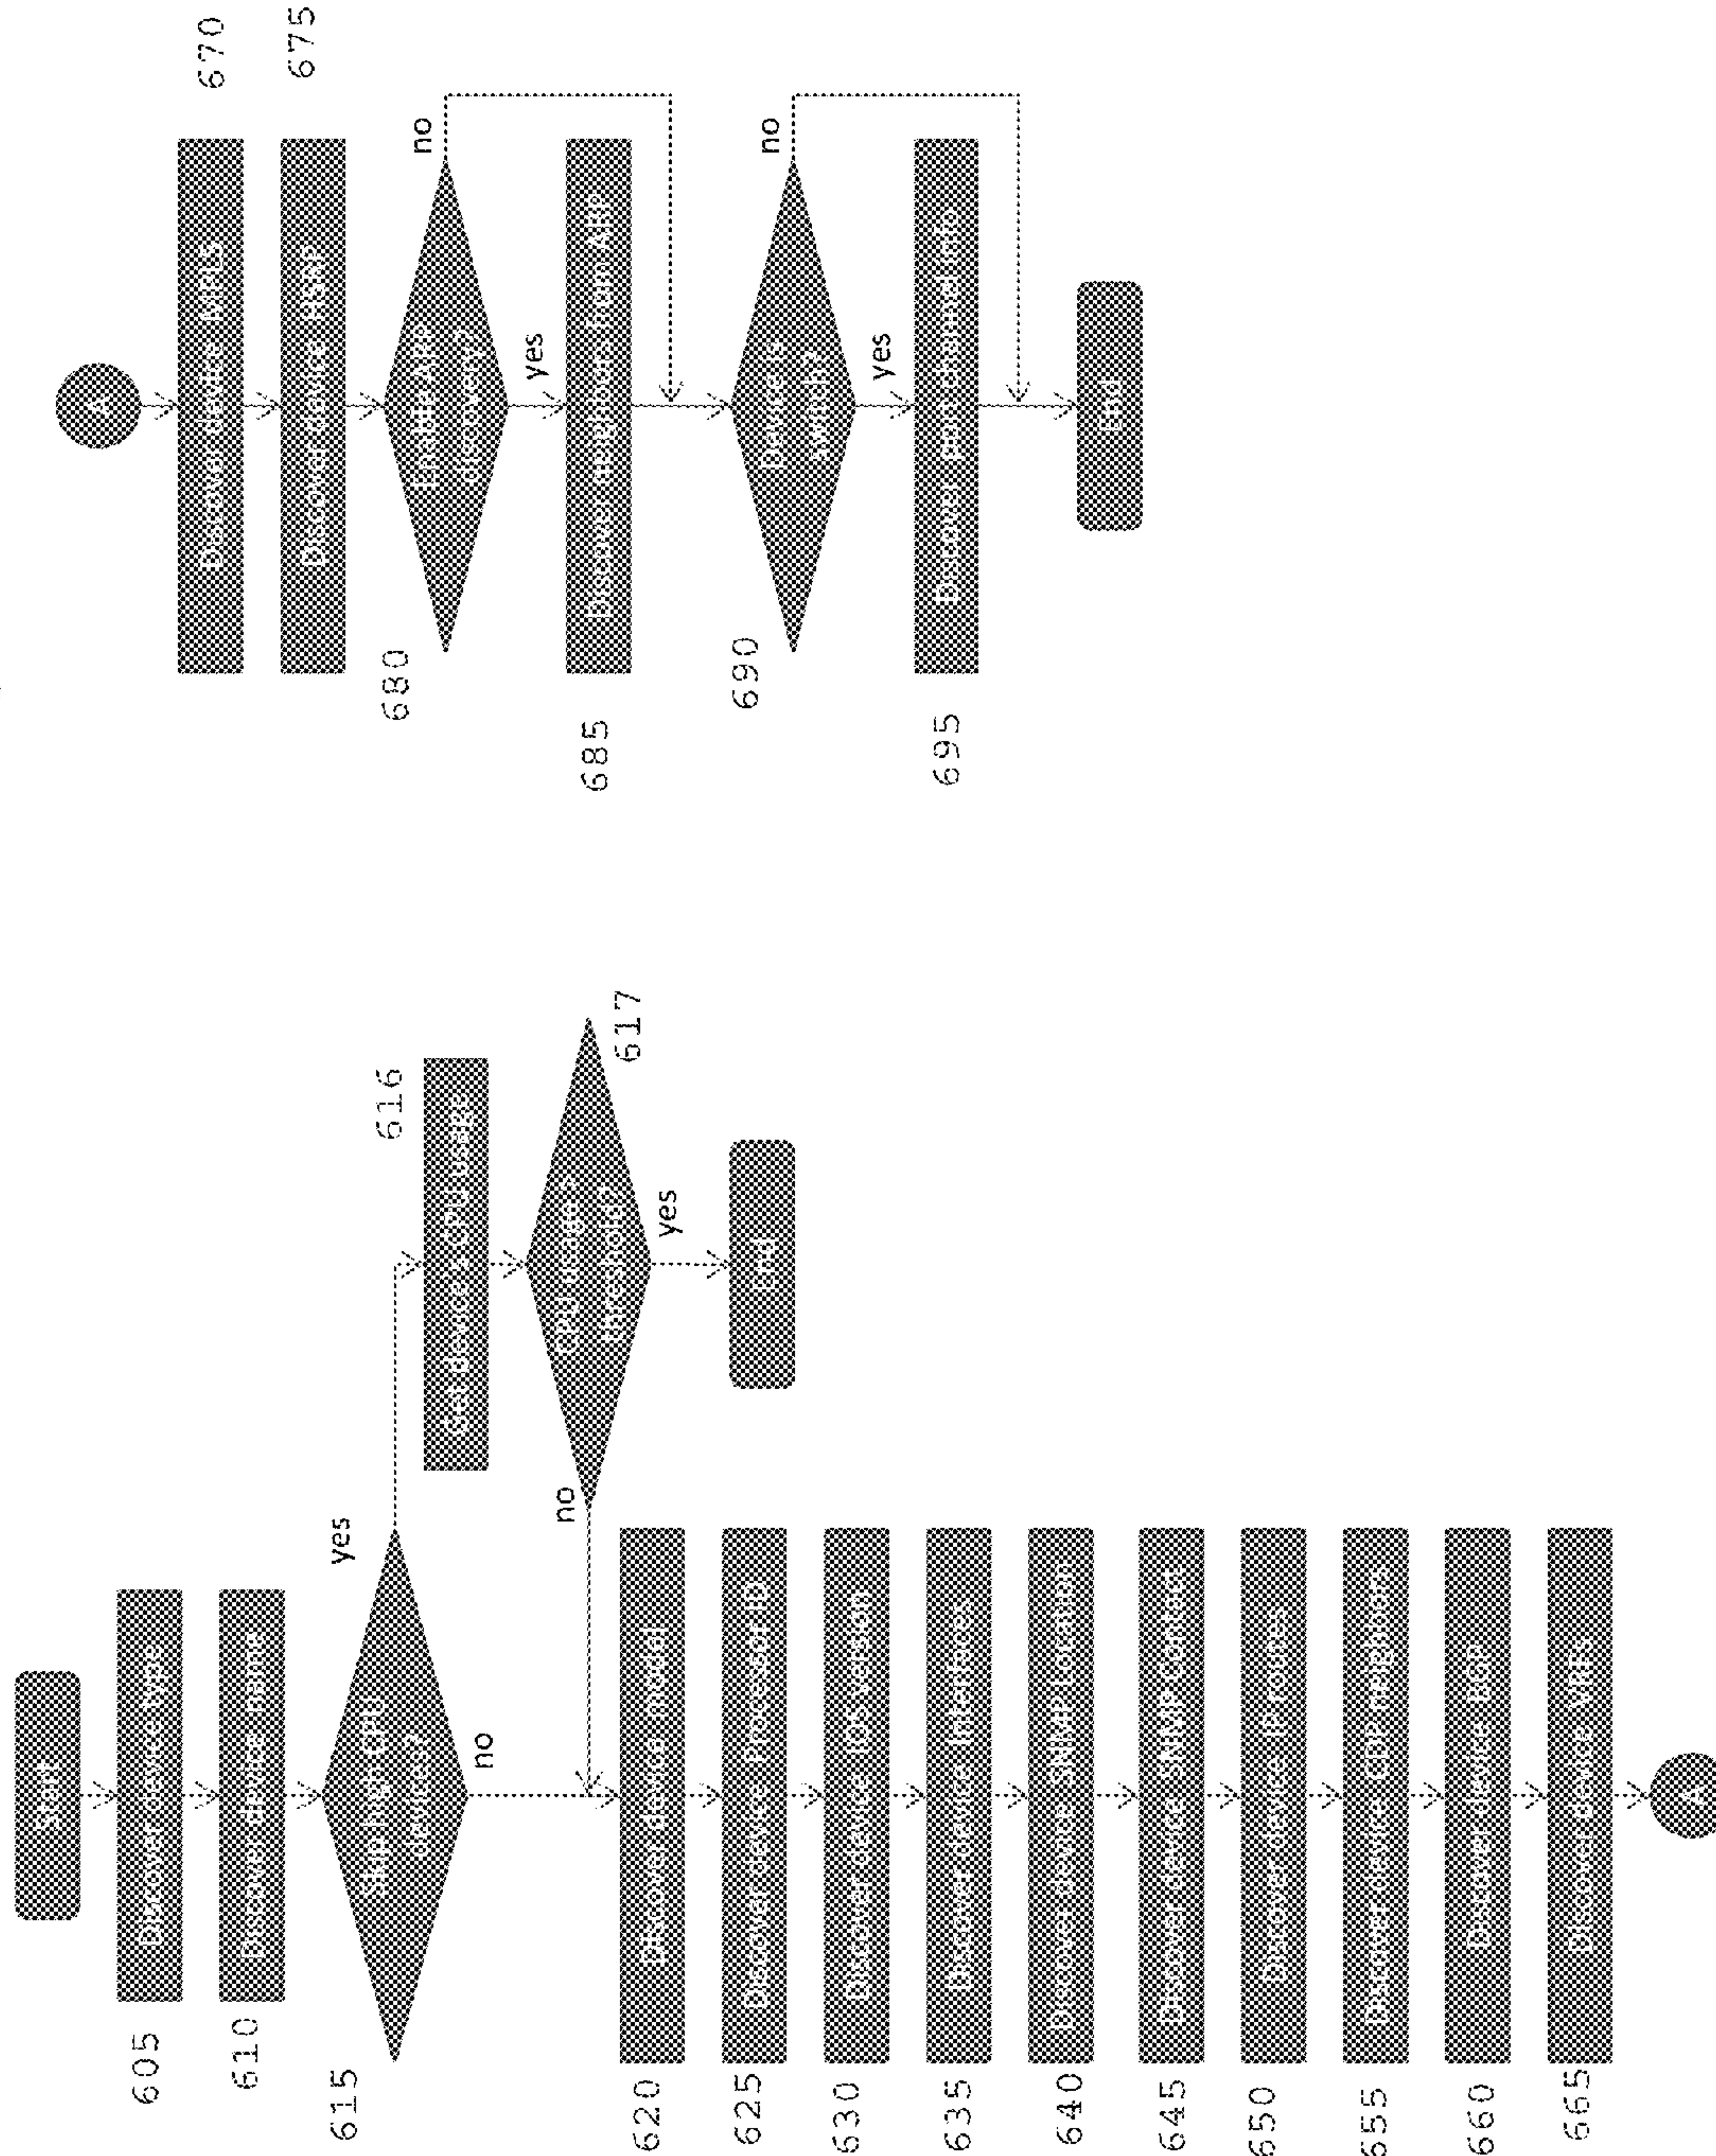 Start
605
Discover device type
610
Discover device name
615
Skip high CPU
device?
yes
no
616
Get device's CPU usage
617
CPU usage >
threshold?
no
yes
End
620
Discover device model
625
Discover device Processor ID
630
Discover device IOS version
635
Discover device Interfaces
640
Discover device SNMP Location
645
Discover device SNMP Contact
650
Discover device IP routes
655
Discover device CDP neighbors
660
Discover device BGP
665
Discover device VRFs
A
A
670
Discover device MPLS
675
Discover device HSRP
680
Enable ARP
discovery?
no
yes
685
Discover neighbors from ARP
690
Device is
switch?
no
yes
695
Discover port channel info
End